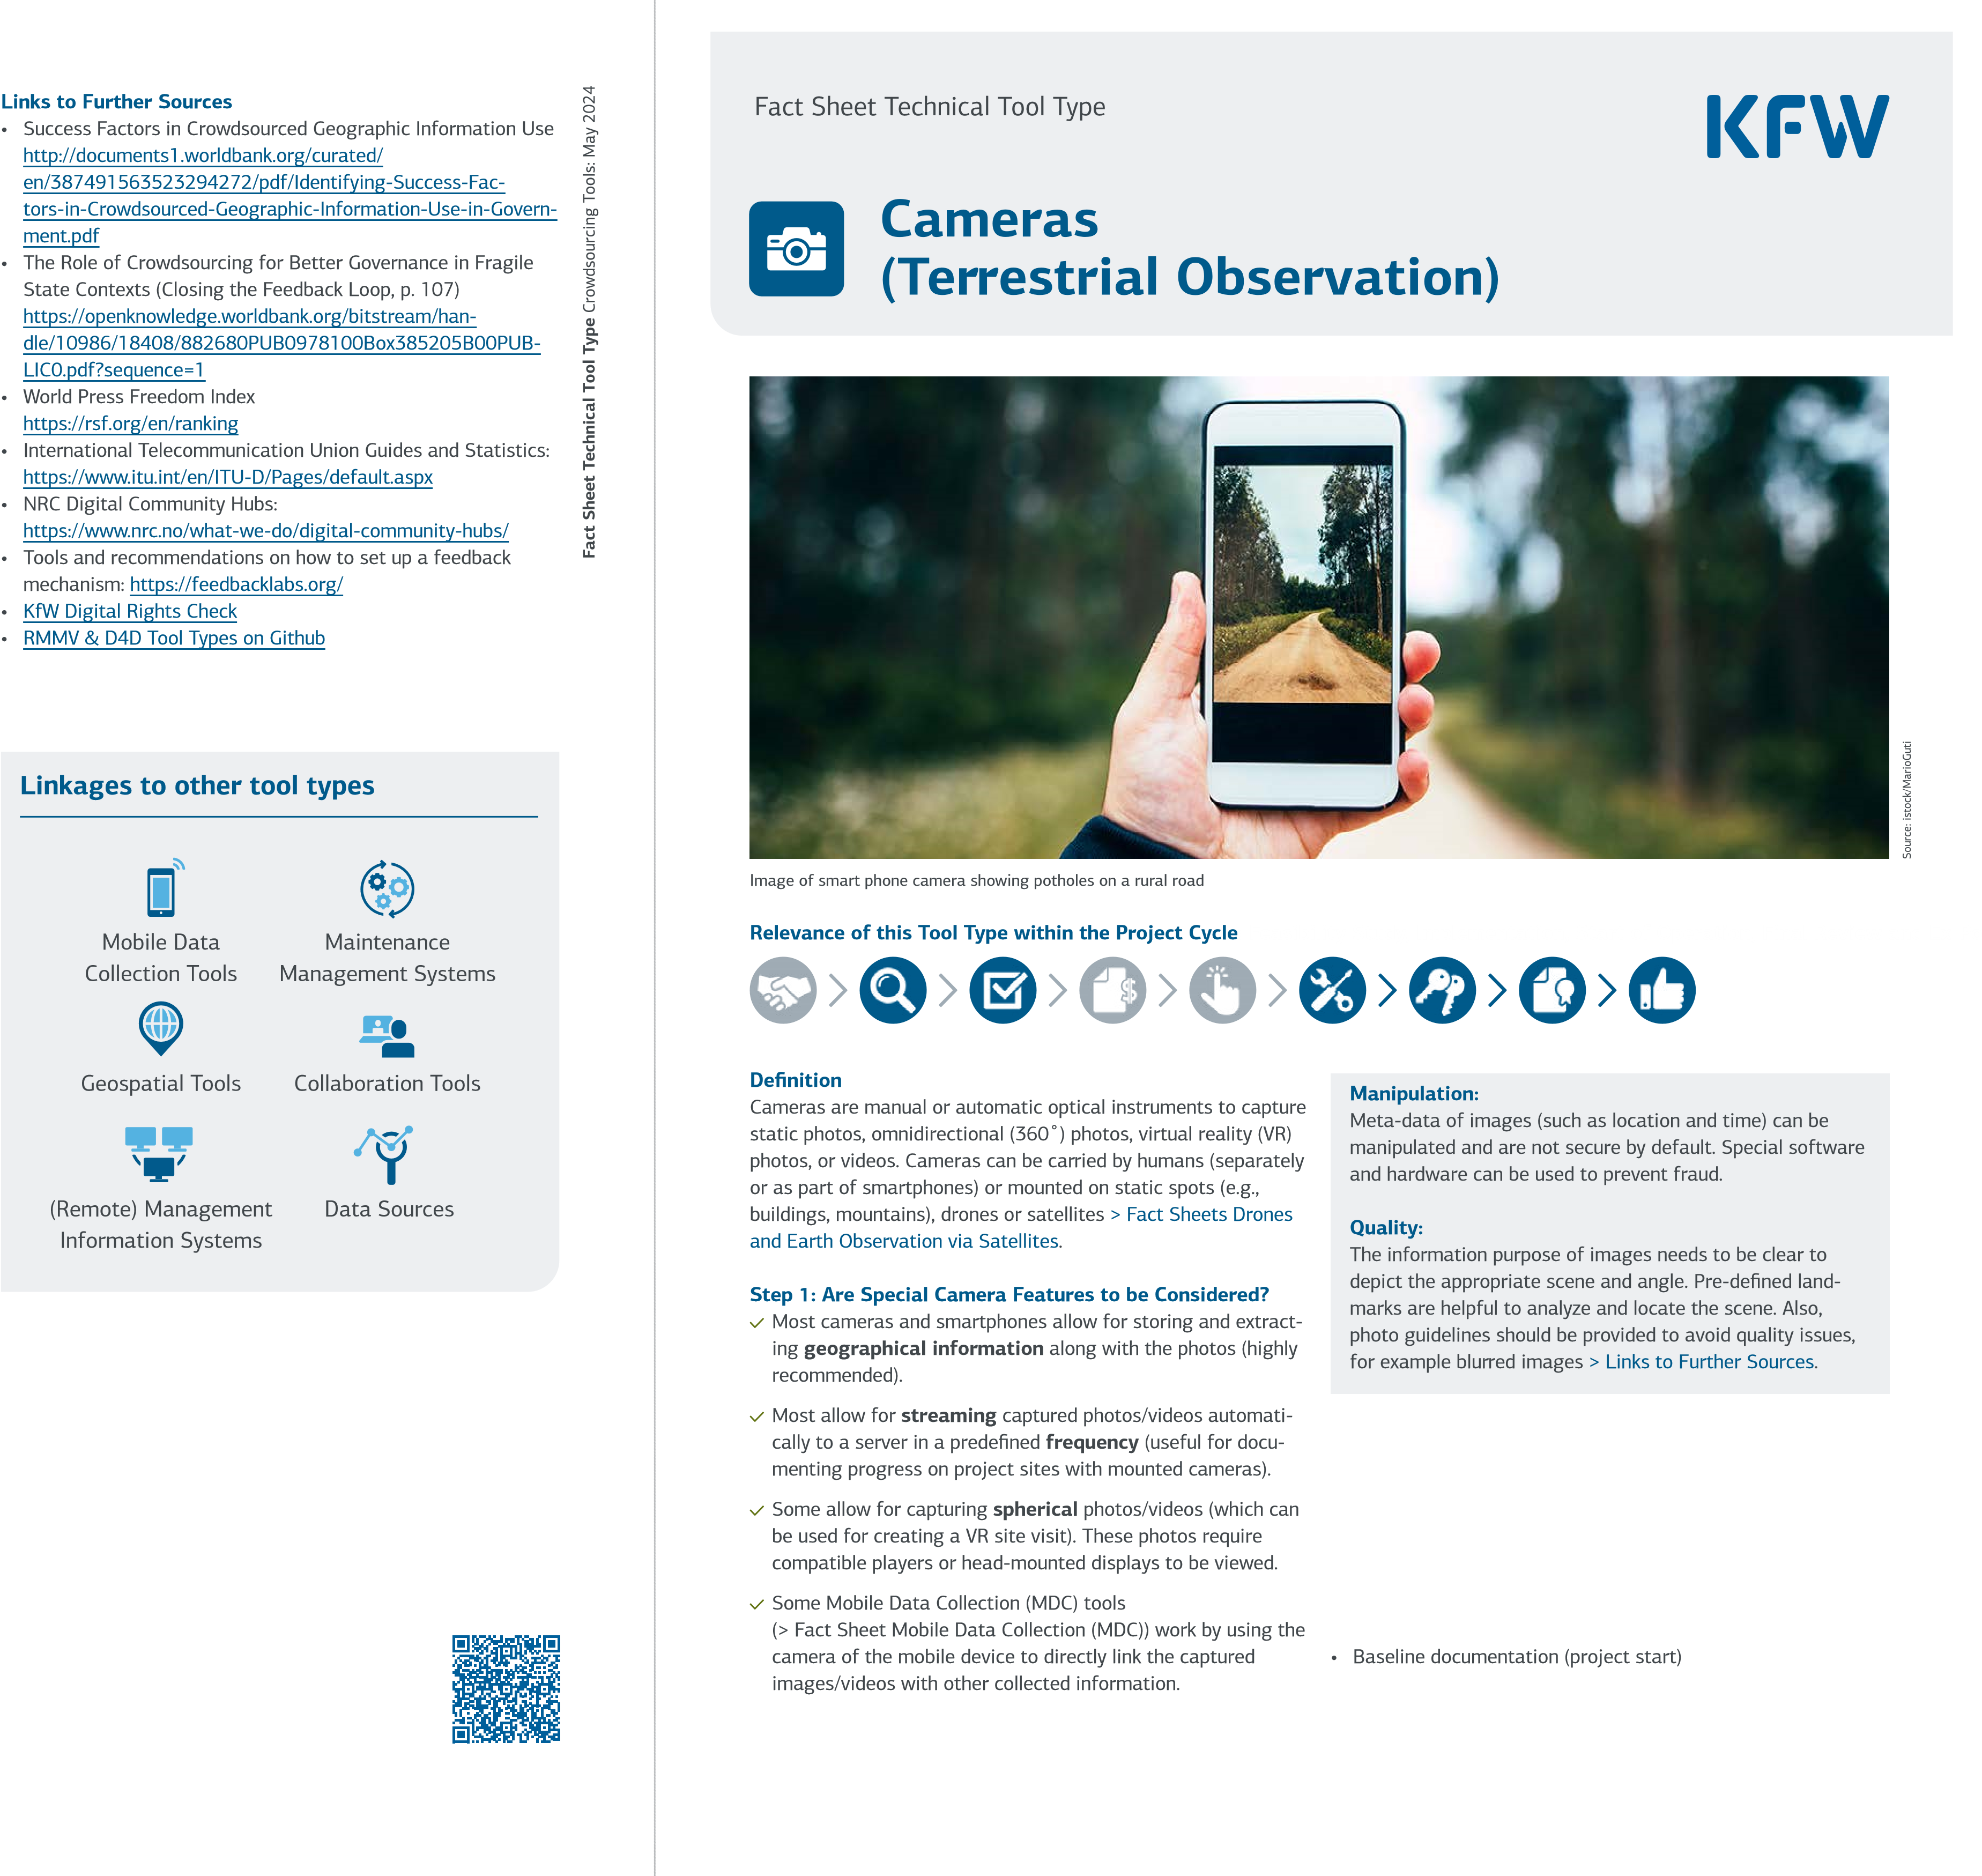 Links to Further Sources
• Success Factors in Crowdsourced Geographic Information Use
http://documents1.worldbank.org/curated/
en/387491563523294272/pdf/Identifying-Success-Fac-
tors-in-Crowdsourced-Geographic-Information-Use-in-Govern-
ment.pdf
• The Role of Crowdsourcing for Better Governance in Fragile
State Contexts (Closing the Feedback Loop, p. 107)
https://openknowledge.worldbank.org/bitstream/han-
dle/10986/18408/882680PUB0978100Box385205B00PUB-
LIC0.pdf?sequence=1
• World Press Freedom Index
https://rsf.org/en/ranking
• International Telecommunication Union Guides and Statistics:
https://www.itu.int/en/ITU-D/Pages/default.aspx
• NRC Digital Community Hubs:
https://www.nrc.no/what-we-do/digital-community-hubs/
• Tools and recommendations on how to set up a feedback
mechanism: https://feedbacklabs.org/
• KfW Digital Rights Check
• RMMV & D4D Tool Types on Github
Fact Sheet Technical Tool Type Crowdsourcing Tools: May 2024
Linkages to other tool types
Mobile Data
Collection Tools
Maintenance
Management Systems
Geospatial Tools
Collaboration Tools
(Remote) Management
Information Systems
Data Sources
Fact Sheet Technical Tool Type
KFW
Cameras
(Terrestrial Observation)
Source: istock/MarioGuti
Image of smart phone camera showing potholes on a rural road
Relevance of this Tool Type within the Project Cycle
Definition
Cameras are manual or automatic optical instruments to capture
static photos, omnidirectional (360˚) photos, virtual reality (VR)
photos, or videos. Cameras can be carried by humans (separately
or as part of smartphones) or mounted on static spots (e.g.,
buildings, mountains), drones or satellites > Fact Sheets Drones
and Earth Observation via Satellites.
Step 1: Are Special Camera Features to be Considered?
Most cameras and smartphones allow for storing and extract-
ing geographical information along with the photos (highly
recommended).
Most allow for streaming captured photos/videos automati-
cally to a server in a predefined frequency (useful for docu-
menting progress on project sites with mounted cameras).
Some allow for capturing spherical photos/videos (which can
be used for creating a VR site visit). These photos require
compatible players or head-mounted displays to be viewed.
Some Mobile Data Collection (MDC) tools
(> Fact Sheet Mobile Data Collection (MDC)) work by using the
camera of the mobile device to directly link the captured
images/videos with other collected information.
Manipulation:
Meta-data of images (such as location and time) can be
manipulated and are not secure by default. Special software
and hardware can be used to prevent fraud.
Quality:
The information purpose of images needs to be clear to
depict the appropriate scene and angle. Pre-defined land-
marks are helpful to analyze and locate the scene. Also,
photo guidelines should be provided to avoid quality issues,
for example blurred images > Links to Further Sources.
• Baseline documentation (project start)